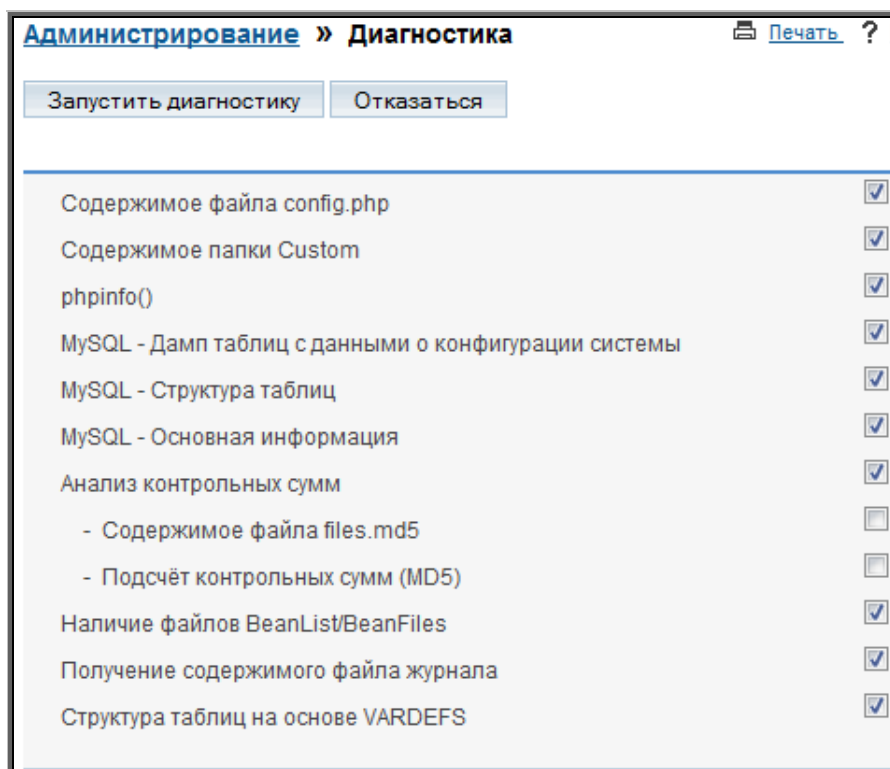 Администрирование » Диагностика Печать ?
Запустить диагностику Отказаться
Содержимое файла config.php
Содержимое папки Custom
phpinfo()
MySQL - Дамп таблиц с данными о конфигурации системы
MySQL - Структура таблиц
MySQL - Основная информация
Анализ контрольных сумм
- Содержимое файла files.md5
- Подсчёт контрольных сумм (MD5)
Наличие файлов BeanList/BeanFiles
Получение содержимого файла журнала
Структура таблиц на основе VARDEFS